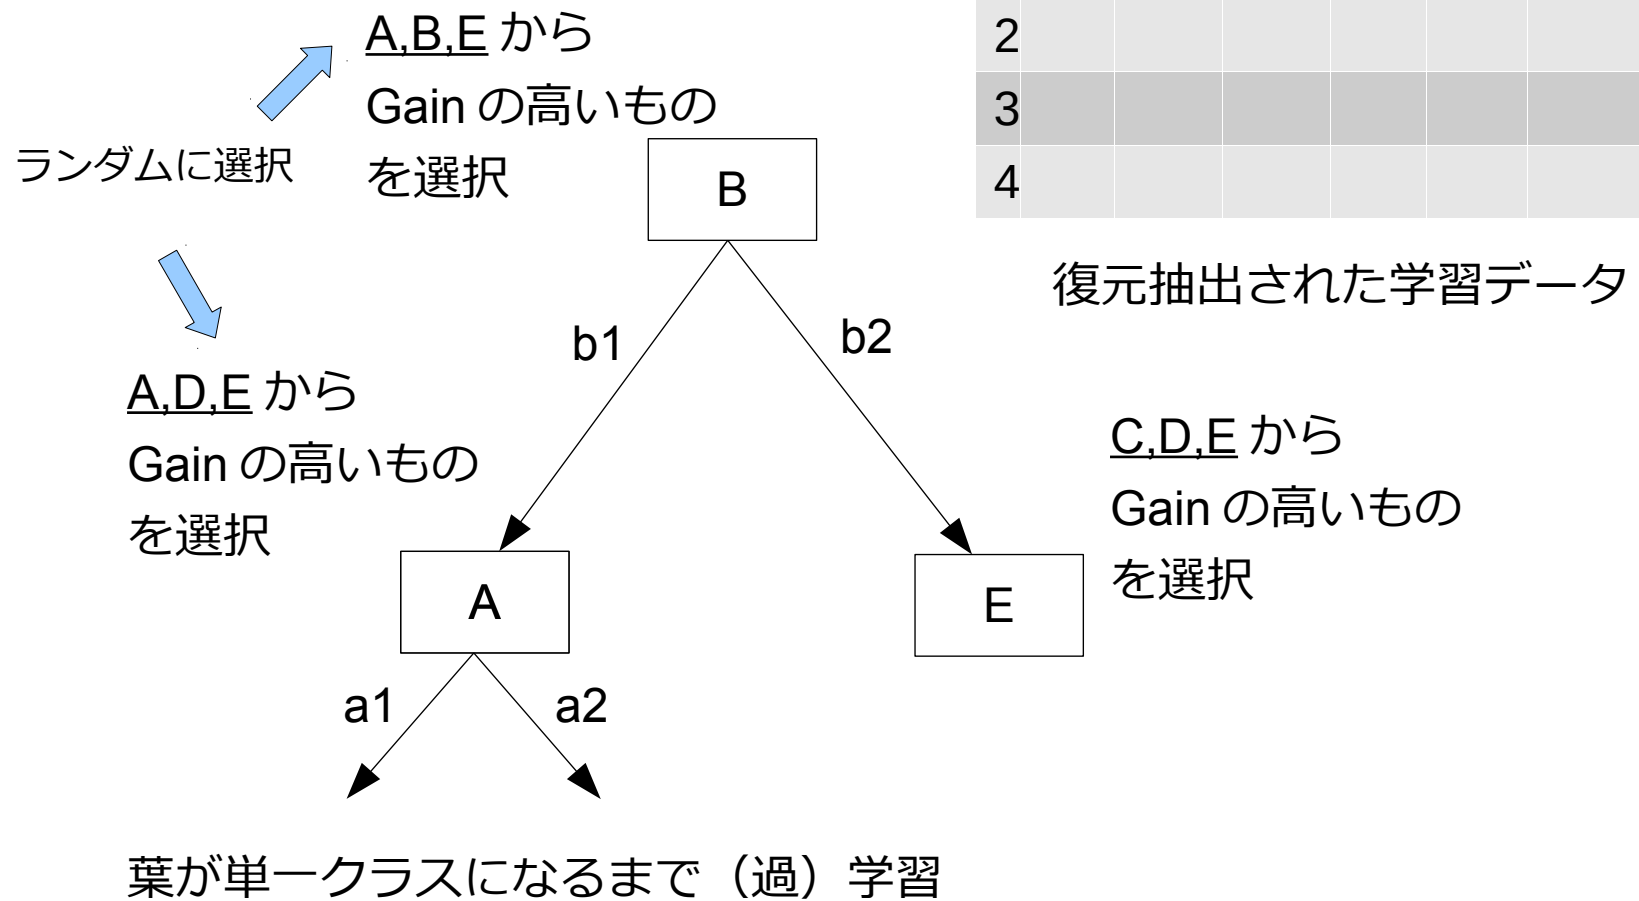 A,B,E から
Gain の高いもの
を選択
ランダムに選択
2
3
4
B
復元抽出された学習データ
b1
b2
A,D,E から
Gain の高いもの
を選択
C,D,E から
Gain の高いもの
を選択
A
E
a1
a2
葉が単一クラスになるまで（過）学習